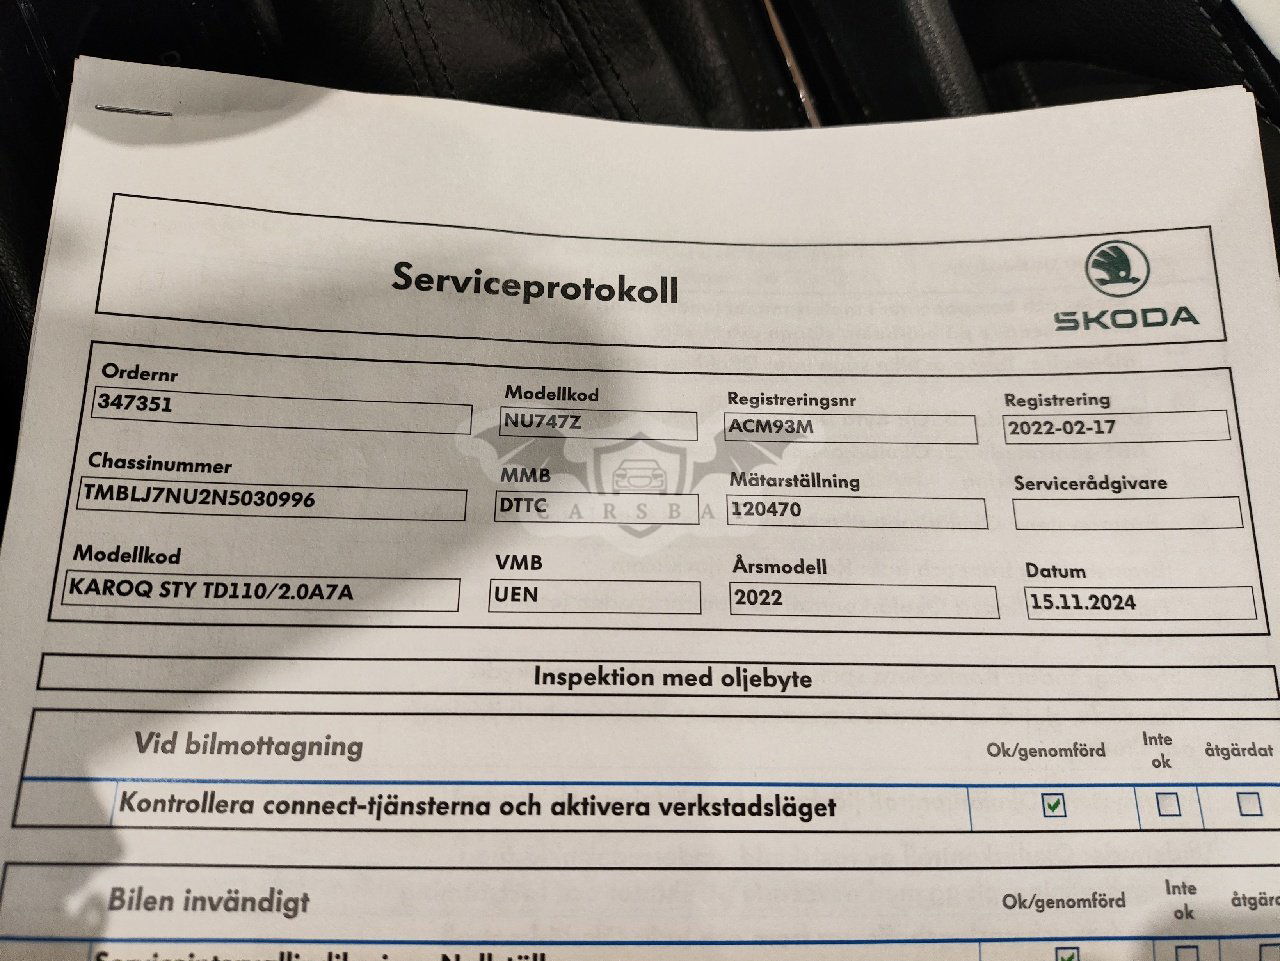 Serviceprotokoll
SKODA
Ordernr
347351
Modellkod
NU747Z
Registreringsnr
ACM93M
Registrering
2022-02-17
Chassinummer
TMBLJ7NU2N5030996
MMB
DTTC
Mätarställning
120470
Servicerådgivare
Modellkod
KAROQ STY TD110/2.0A7A
VMB
UEN
Årsmodell
2022
Datum
15.11.2024
CARSBA
Inspektion med oljebyte
Vid bilmottagning
Ok/genomförd
Inte ok
åtgärdat
Kontrollera connect-tjänsterna och aktivera verkstadsläget
Bilen invändigt
Ok/genomförd
Inte ok
åtgärd